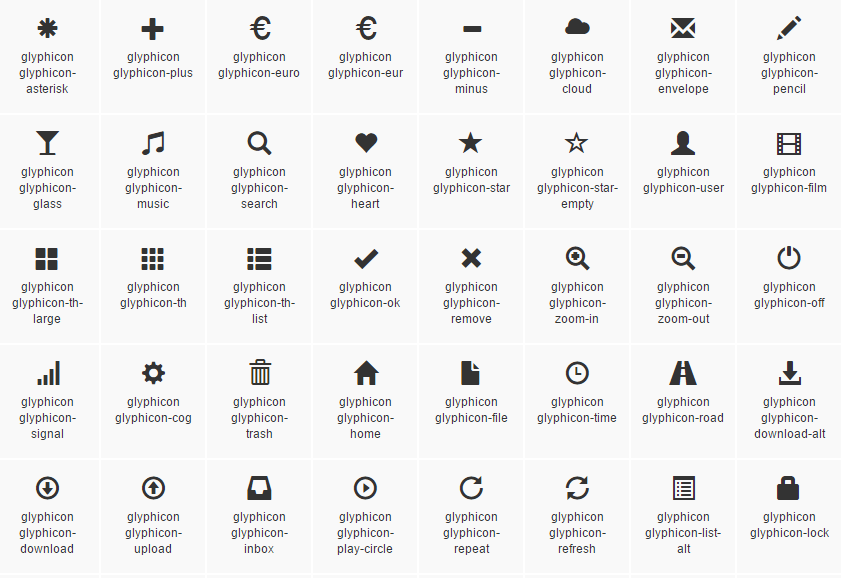 glyphicon
glyphicon-
asterisk
glyphicon
glyphicon-plus
glyphicon
glyphicon-euro
glyphicon
glyphicon-eur
glyphicon
glyphicon-
minus
glyphicon
glyphicon-
cloud
glyphicon
glyphicon-
envelope
glyphicon
glyphicon-
pencil
glyphicon
glyphicon-
glass
glyphicon
glyphicon-
music
glyphicon
glyphicon-
search
glyphicon
glyphicon-
heart
glyphicon
glyphicon-star
glyphicon
glyphicon-star-
empty
glyphicon
glyphicon-user
glyphicon
glyphicon-film
glyphicon
glyphicon-th-
large
glyphicon
glyphicon-th
glyphicon
glyphicon-th-
list
glyphicon
glyphicon-ok
glyphicon
glyphicon-
remove
glyphicon
glyphicon-
zoom-in
glyphicon
glyphicon-
zoom-out
glyphicon
glyphicon-off
glyphicon
glyphicon-
signal
glyphicon
glyphicon-cog
glyphicon
glyphicon-
trash
glyphicon
glyphicon-
home
glyphicon
glyphicon-file
glyphicon
glyphicon-time
glyphicon
glyphicon-road
glyphicon
glyphicon-
download-alt
glyphicon
glyphicon-
download
glyphicon
glyphicon-
upload
glyphicon
glyphicon-
inbox
glyphicon
glyphicon-
play-circle
glyphicon
glyphicon-
repeat
glyphicon
glyphicon-
refresh
glyphicon
glyphicon-list-
alt
glyphicon
glyphicon-lock